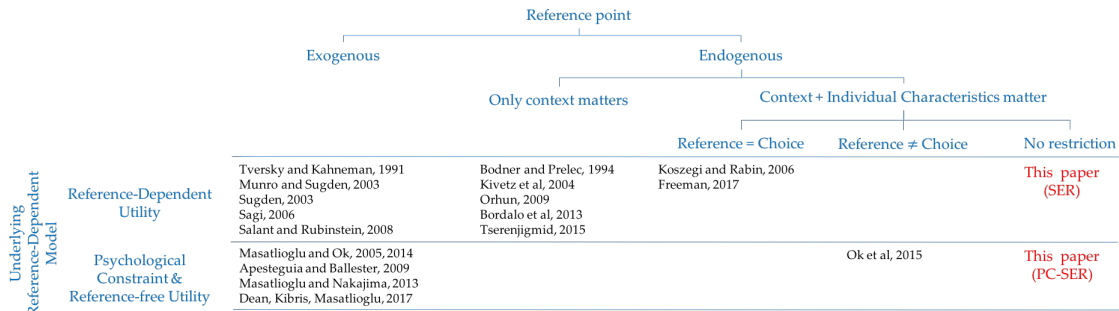 Reference point
Exogenous
Endogenous
Only context matters
Context + Individual Characteristics matter
Reference = Choice
Reference ≠ Choice
No restriction
Underlying
Reference-Dependent
Model
Reference-Dependent
Utility
Tversky and Kahneman, 1991
Munro and Sugden, 2003
Sugden, 2003
Sagi, 2006
Salant and Rubinstein, 2008
Bodner and Prelec, 1994
Kivetz et al, 2004
Orhun, 2009
Bordalo et al, 2013
Tserenjigmid, 2015
Koszegi and Rabin, 2006
Freeman, 2017
This paper
(SER)
Psychological
Constraint &
Reference-free Utility
Masatlioglu and Ok, 2005, 2014
Apesteguia and Ballester, 2009
Masatlioglu and Nakajima, 2013
Dean, Kibris, Masatlioglu, 2017
Ok et al, 2015
This paper
(PC-SER)